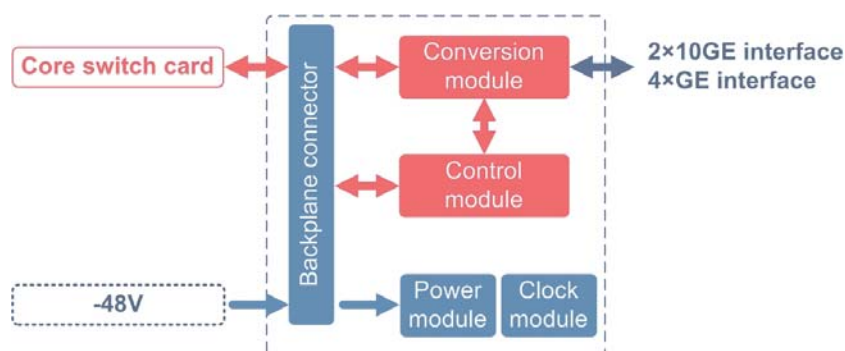 Core switch card
Backplane connector
Conversion
module
2×10GE interface
4×GE interface
Control
module
-48V
Power
module
Clock
module